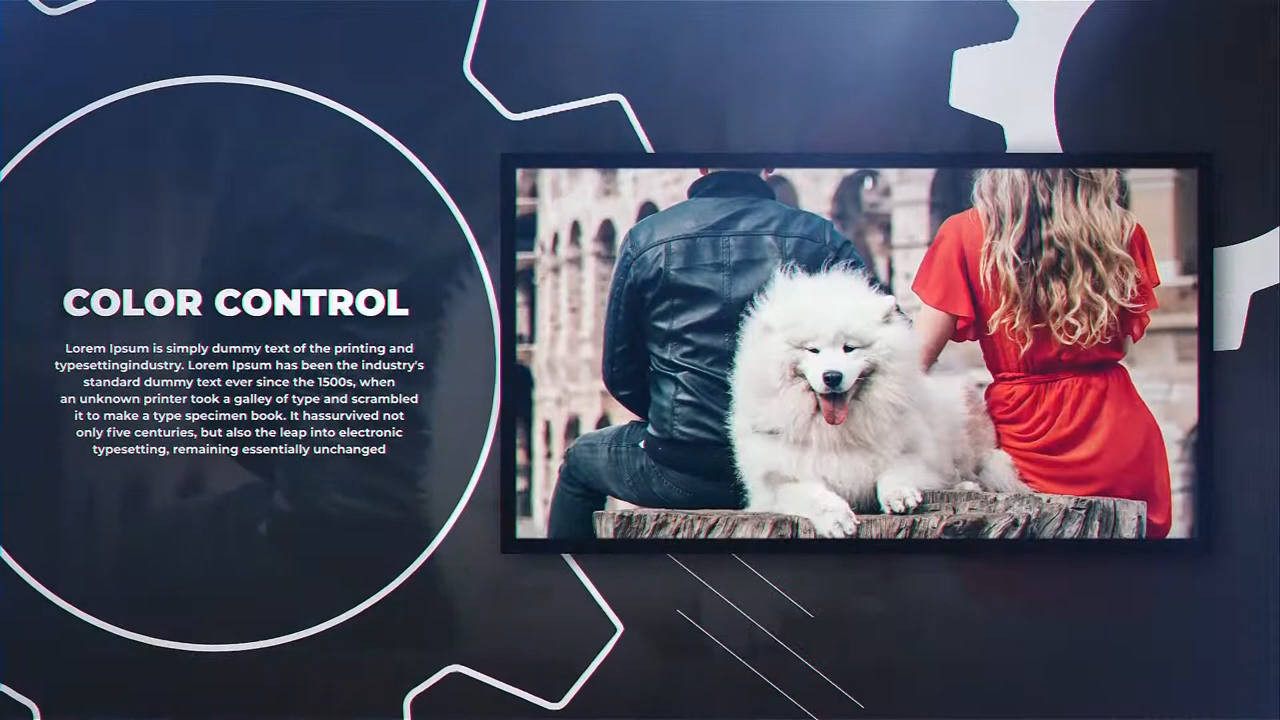 COLOR CONTROL
Lorem Ipsum is simply dummy text of the printing and
typesettingindustry. Lorem Ipsum has been the industry's
standard dummy text ever since the 1500s, when
an unknown printer took a galley of type and scrambled
it to make a type specimen book. It hassurvived not
only five centuries, but also the leap into electronic
typesetting, remaining essentially unchanged